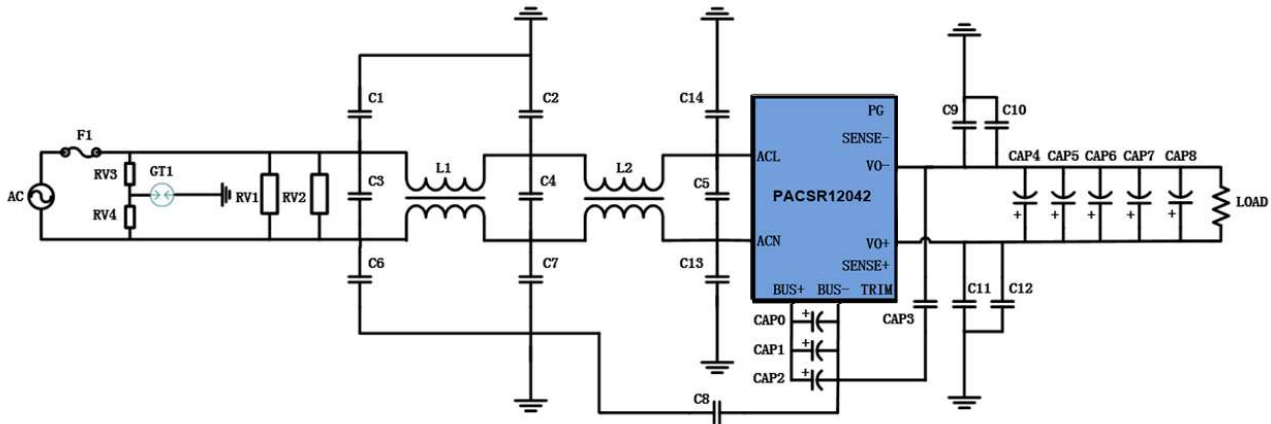 C1
C2
C14
PG
C9
C10
SENSE-
F1
GT1
L1
L2
ACL
VO-
CAP4
CAP5
CAP6
CAP7
CAP8
RV3
AC
C3
C4
C5
PACSR12042
RV4
RV1
RV2
LOAD
ACN
VO+
C6
C7
C13
SENSE+
BUS+
BUS-
TRIM
C11
C12
CAP0
CAP3
CAP1
CAP2
C8
+
+
+
+
+
+
+
+